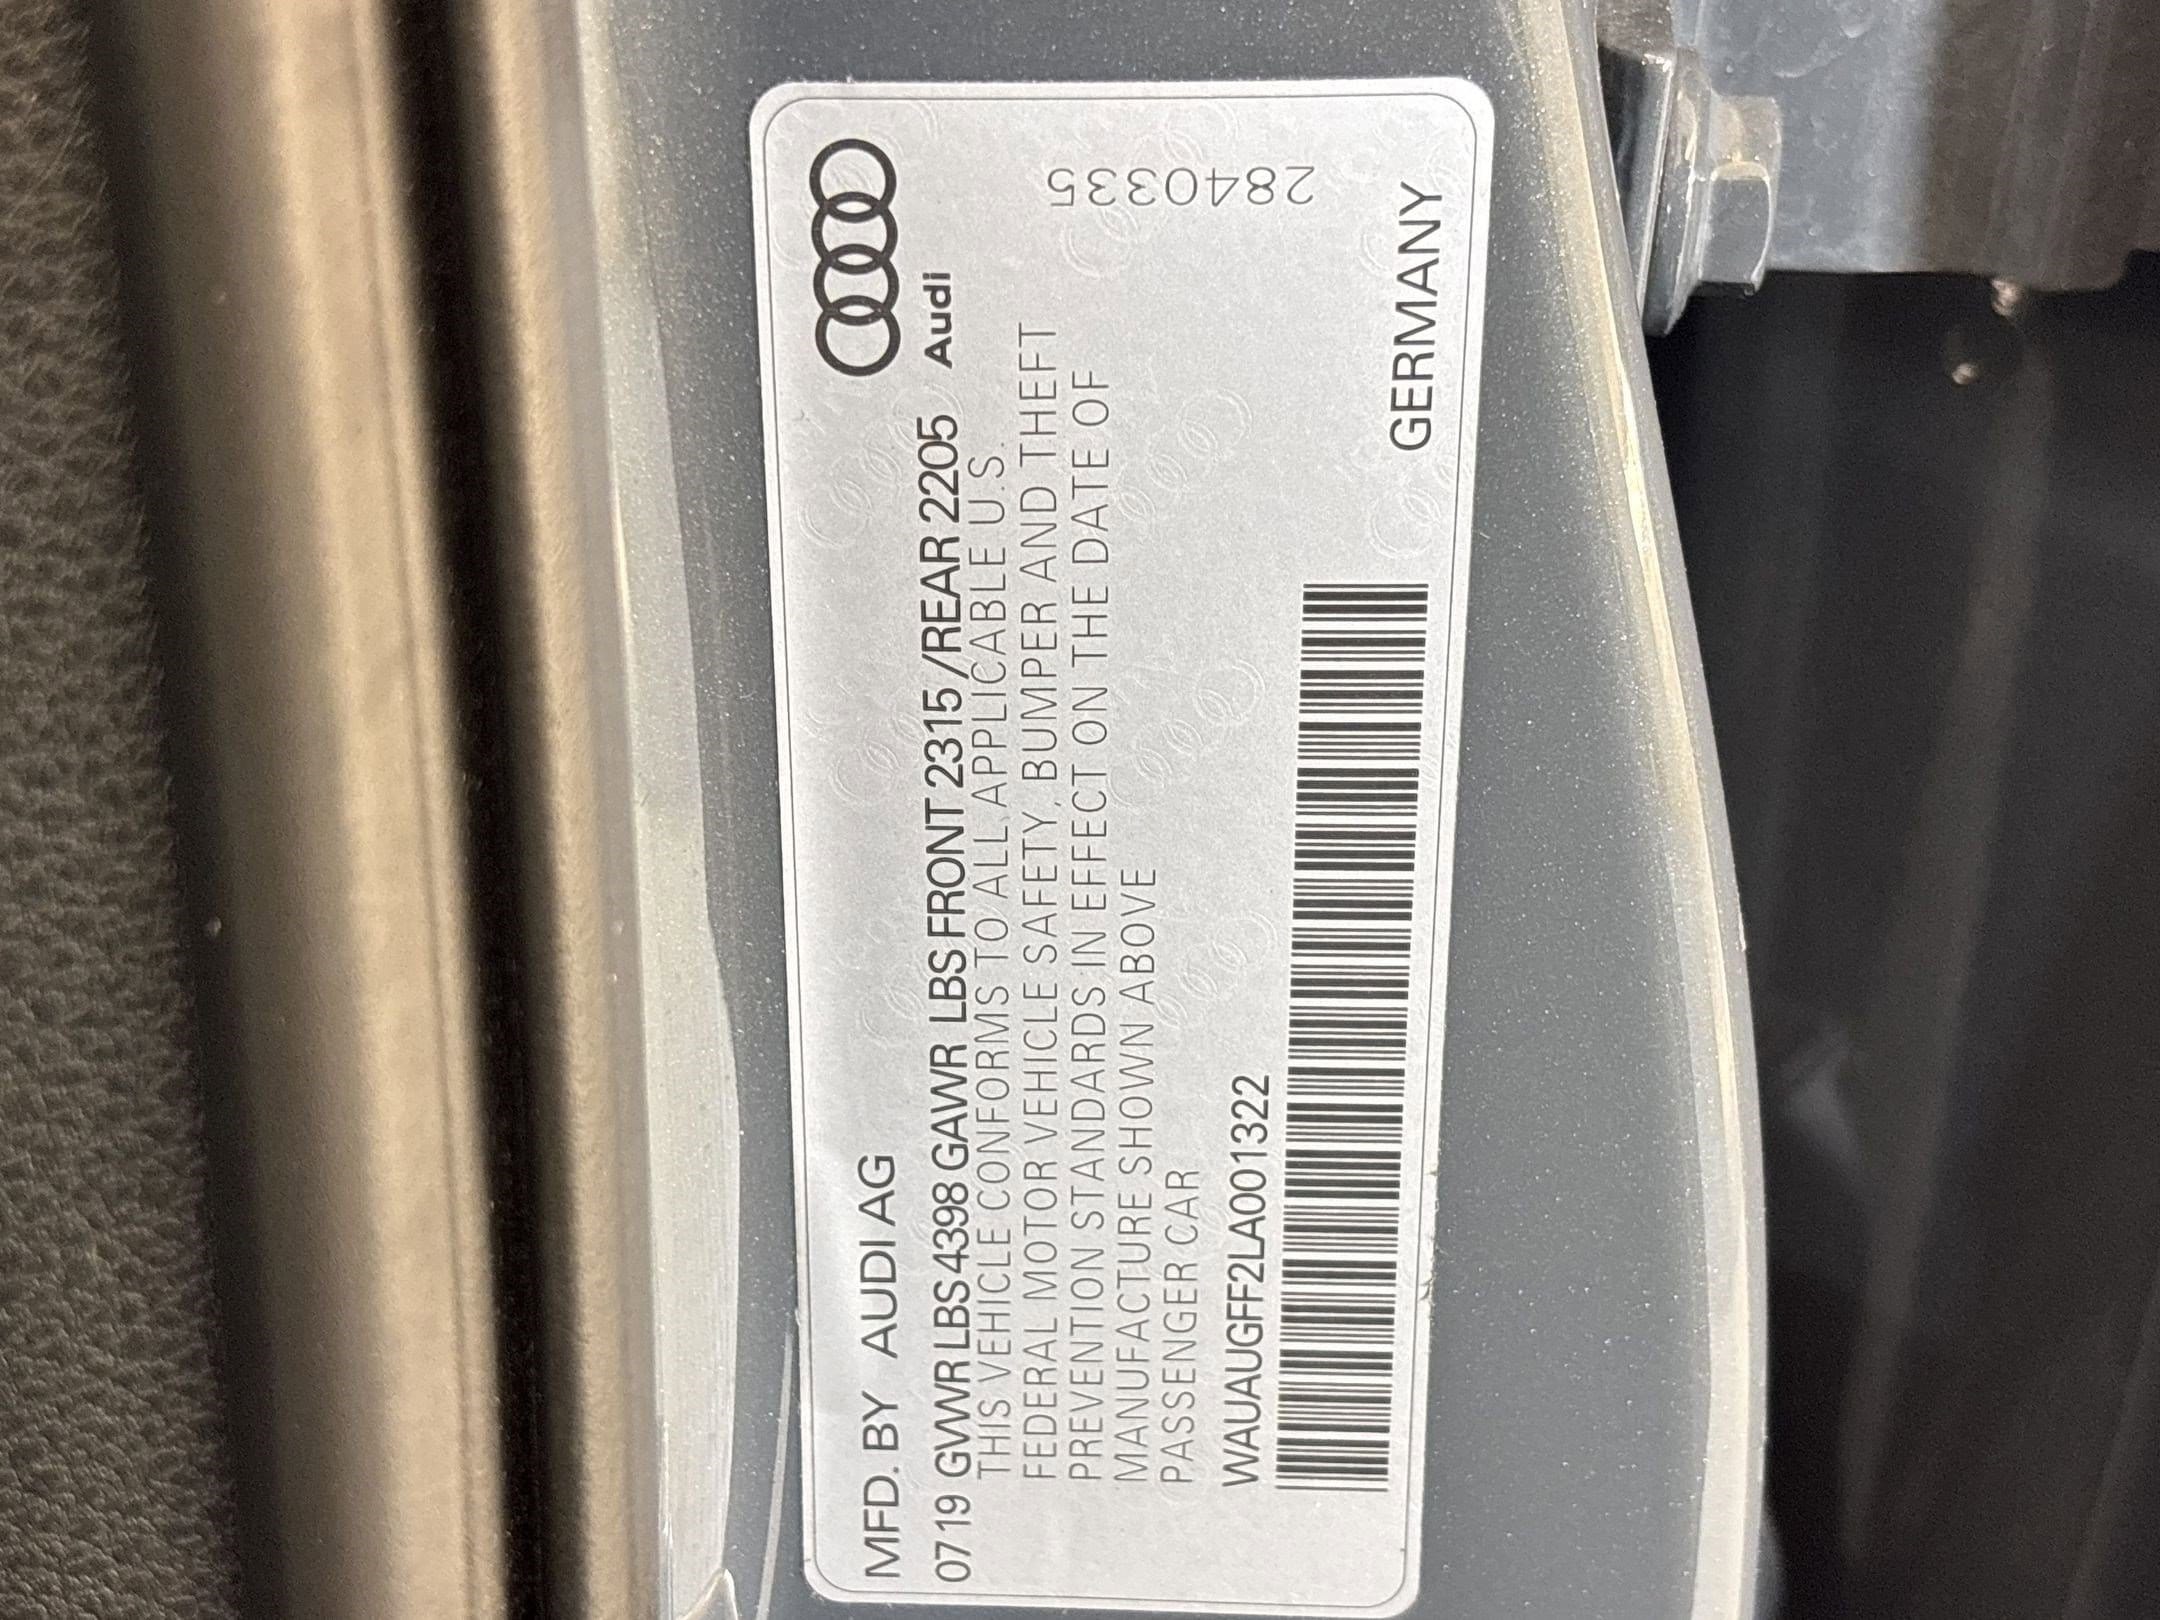 MFD. BY AUDI AG
Audi
07 19 GVWR LBS 4398 GAWR LBS FRONT 2315 /REAR 2205
THIS VEHICLE CONFORMS TO ALL APPLICABLE U.S.
FEDERAL MOTOR VEHICLE SAFETY, BUMPER AND THEFT
PREVENTION STANDARDS IN EFFECT ON THE DATE OF
MANUFACTURE SHOWN ABOVE
PASSENGER CAR
2840335
WAUAUGFF2LA001322
GERMANY